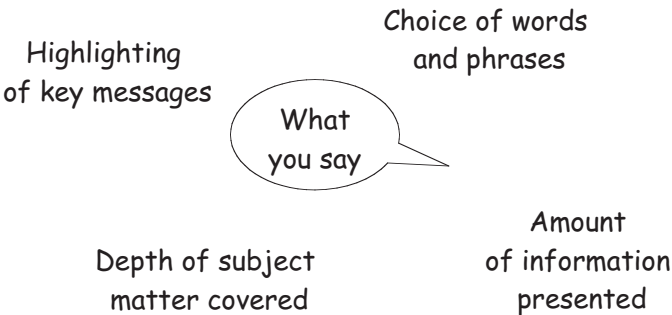 Choice of words
and phrases
Highlighting
of key messages
What
you say
Amount
of information
presented
Depth of subject
matter covered